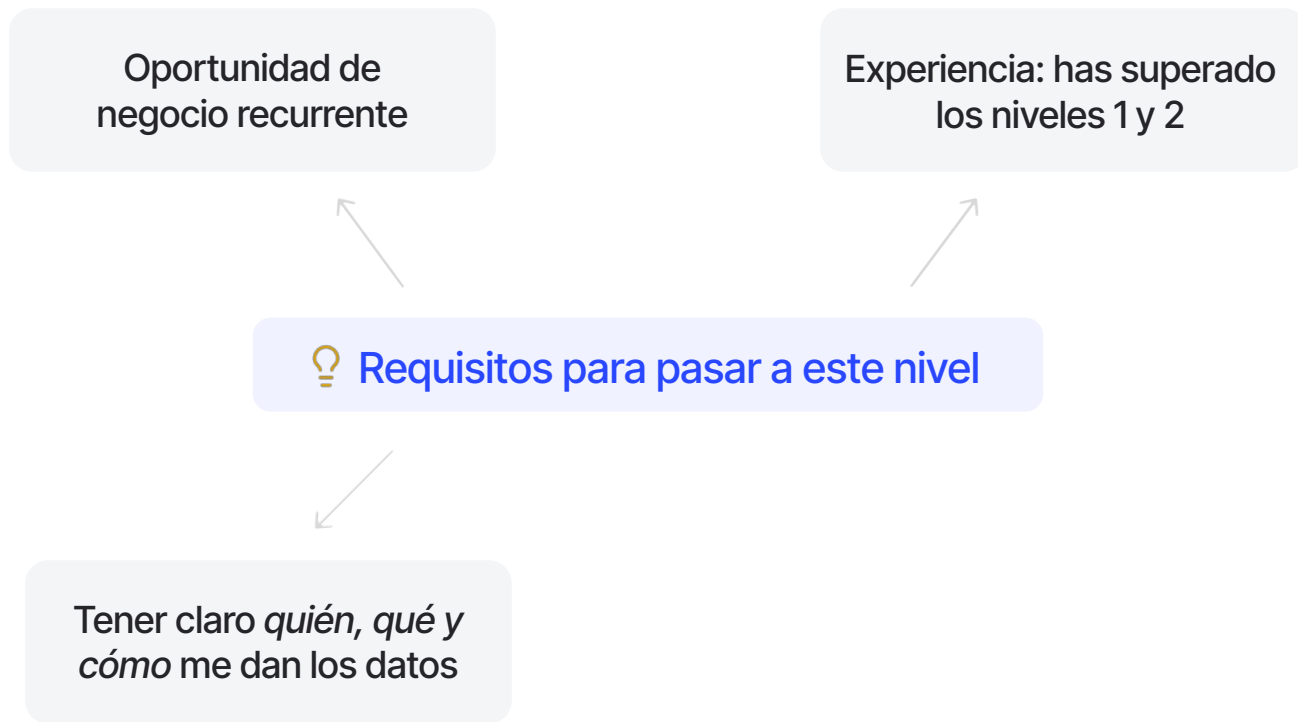 Oportunidad de
negocio recurrente
Experiencia: has superado
los niveles 1 y 2
Requisitos para pasar a este nivel
Tener claro quién, qué y
cómo me dan los datos